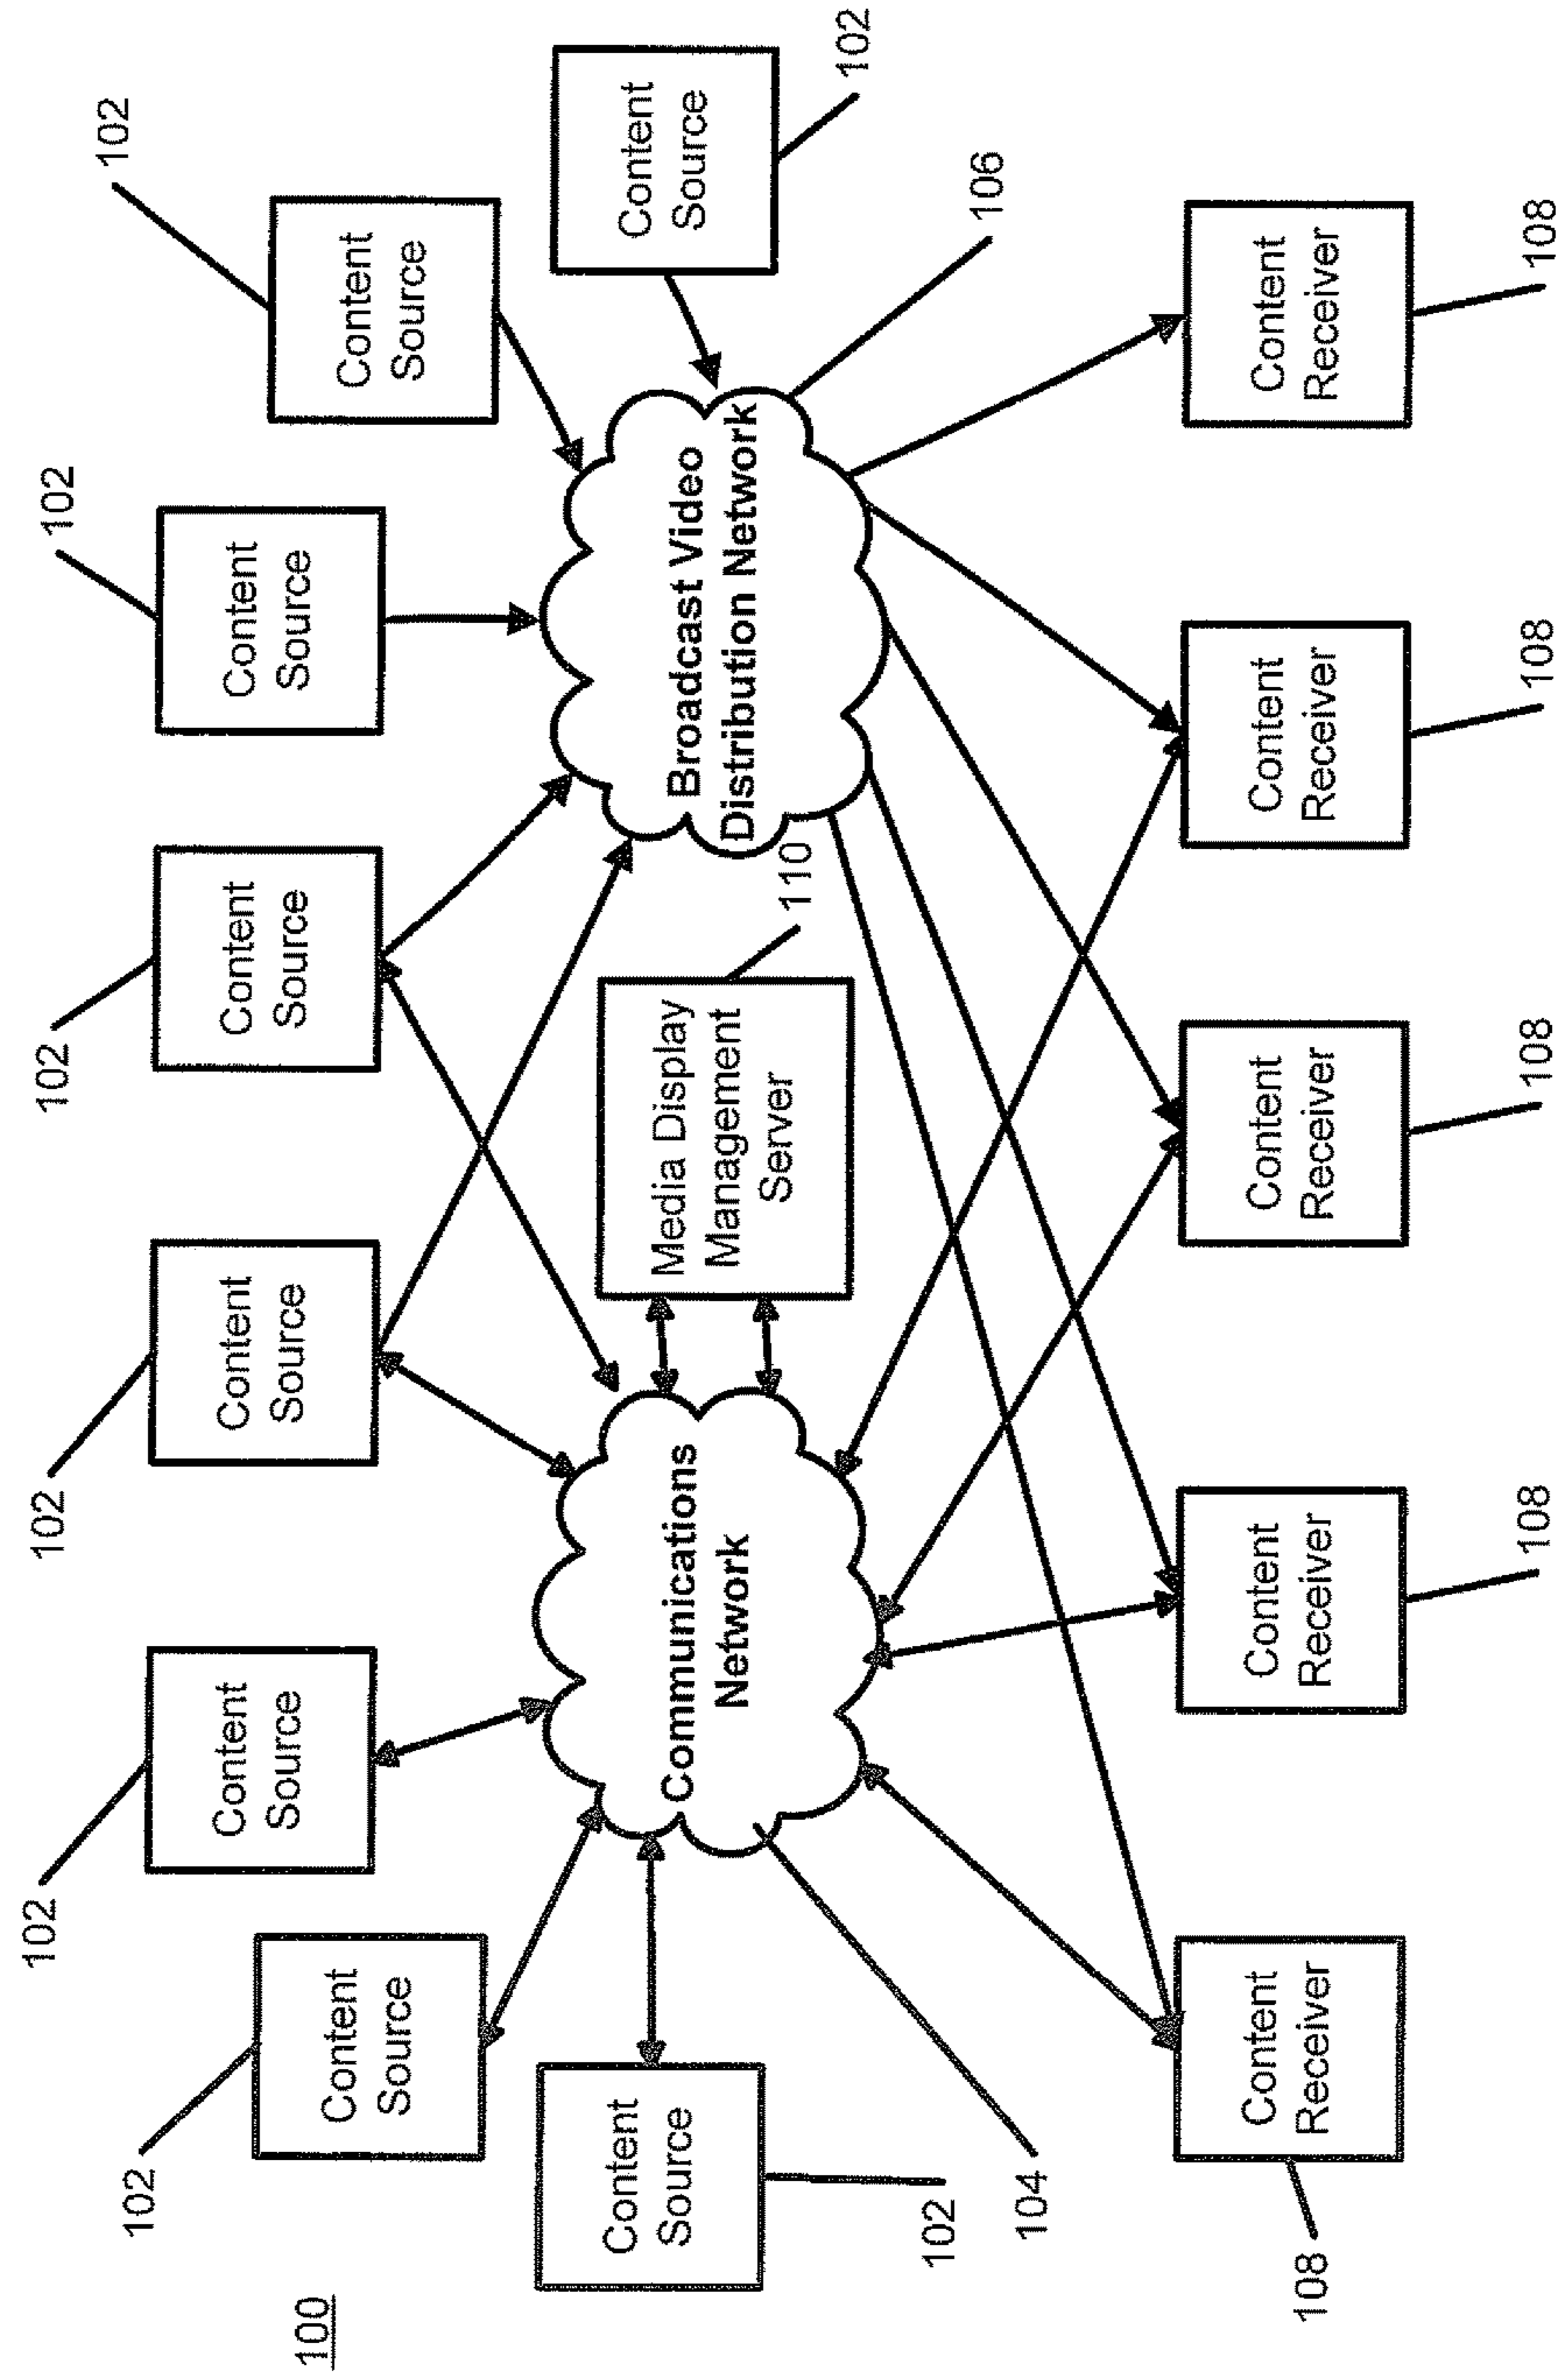 100
102
102
102
102
102
102
Content
Source
Content
Source
Content
Source
Content
Source
Content
Source
Content
Source
Content
Source
102
Content
Source
102
Communications
Network
104
Media Display
Management
Server
110
Broadcast Video
Distribution Network
106
Content
Receiver
108
Content
Receiver
108
Content
Receiver
108
Content
Receiver
108
Content
Receiver
108